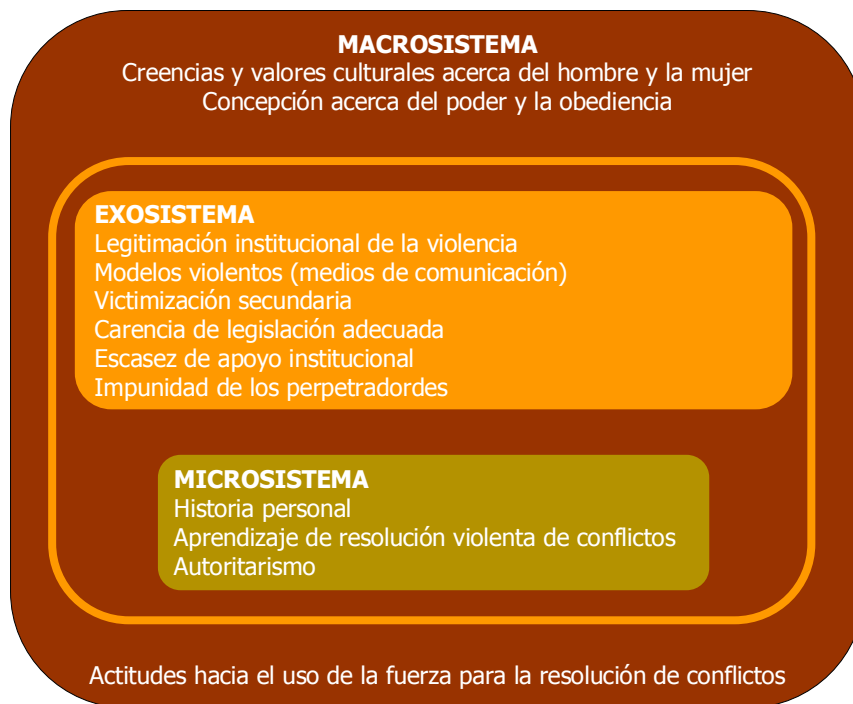 MACROSISTEMA
Creencias y valores culturales acerca del hombre y la mujer
Concepción acerca del poder y la obediencia
EXOSISTEMA
Legitimación institucional de la violencia
Modelos violentos (medios de comunicación)
Victimización secundaria
Carencia de legislación adecuada
Escasez de apoyo institucional
Impunidad de los perpetradordes
MICROSISTEMA
Historia personal
Aprendizaje de resolución violenta de conflictos
Autoritarismo
Actitudes hacia el uso de la fuerza para la resolución de conflictos